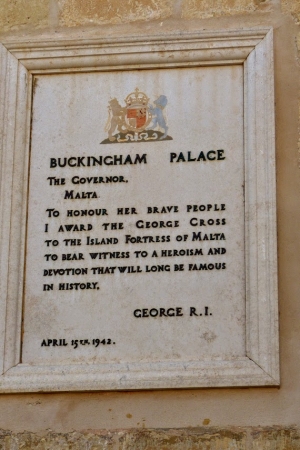 BUCKINGHAM PALACE
THE GOVERNOR,
MALTA
TO HONOUR HER BRAVE PEOPLE
I AWARD THE GEORGE CROSS
TO THE ISLAND FORTRESS OF MALTA
TO BEAR WITNESS TO A HEROISM AND
DEVOTION THAT WILL LONG BE FAMOUS
IN HISTORY.
GEORGE R.I.
APRIL 15TH. 1942.